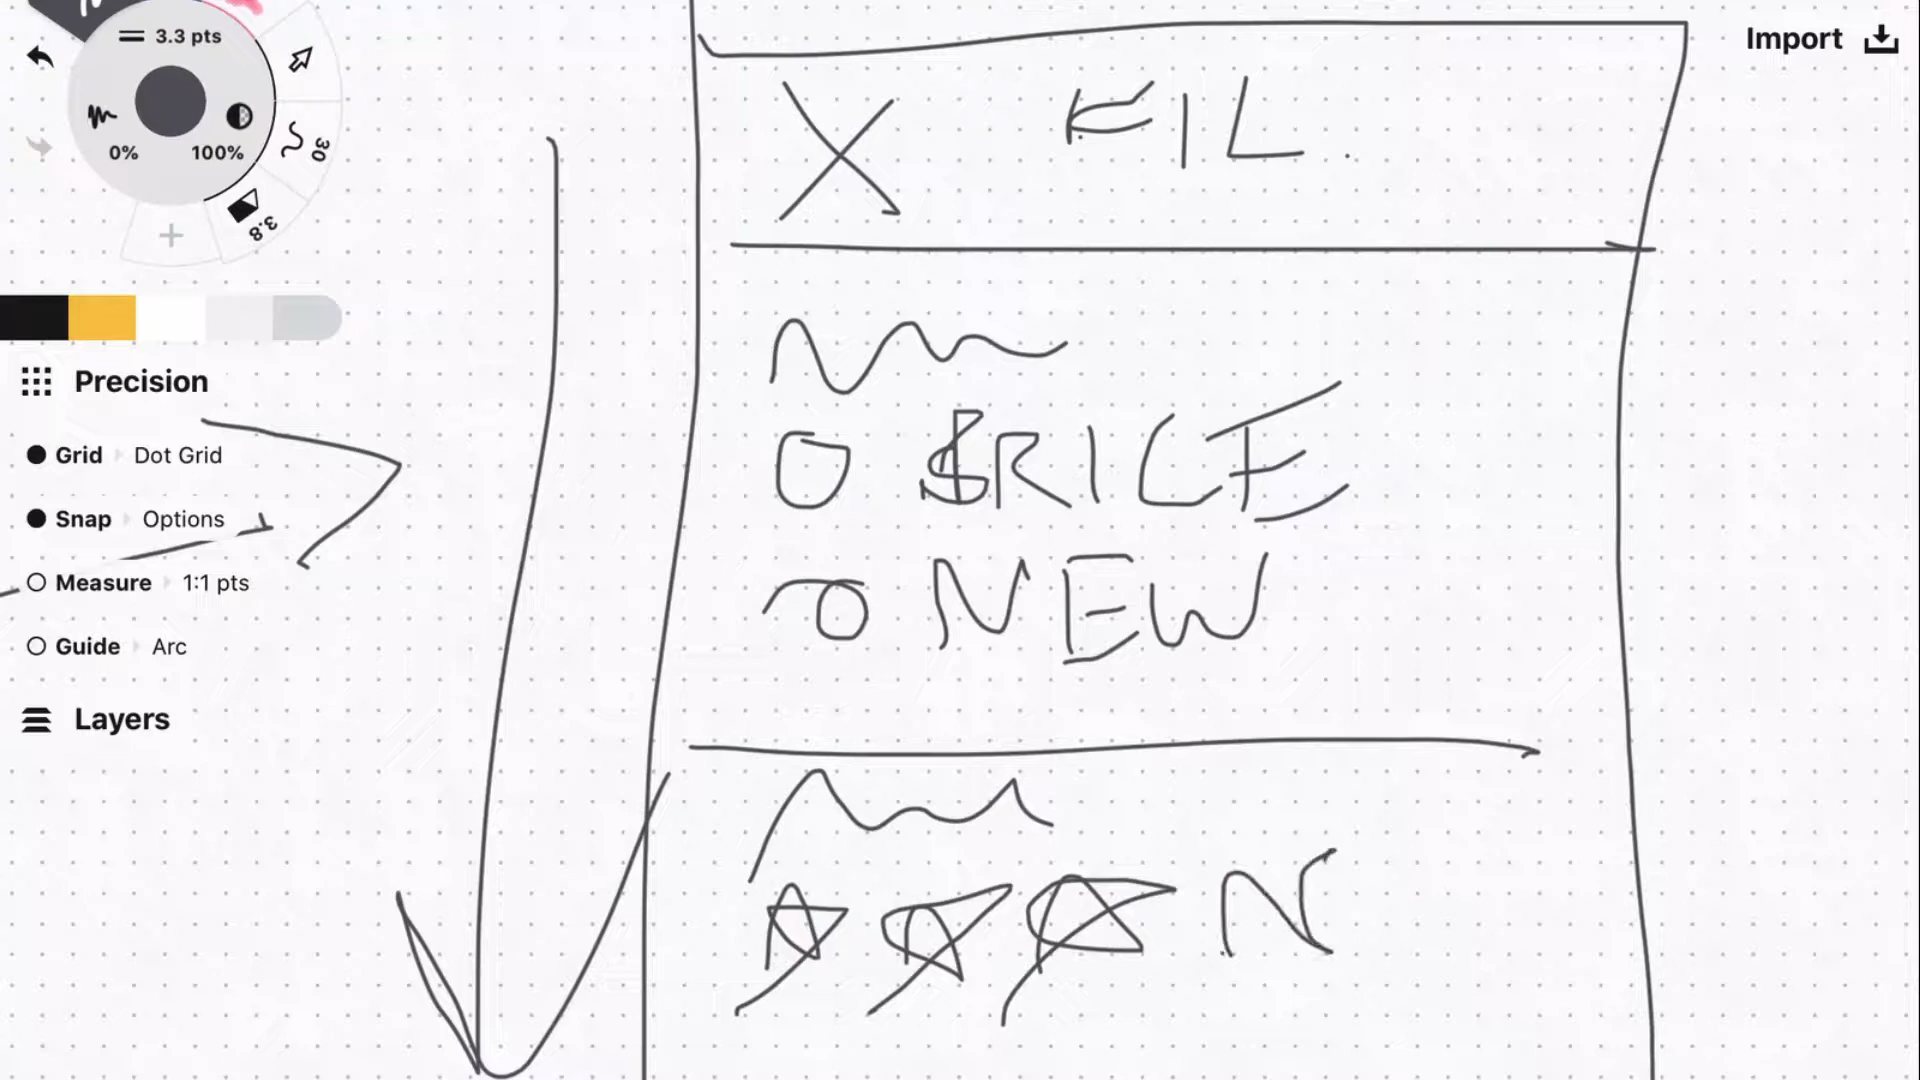 3.3 pts
0%
100%
30
3.8
Import
Precision
Grid Dot Grid
Snap Options
Measure 1:1 pts
Guide Arc
Layers
X FIL.
$RICE
NEW
N